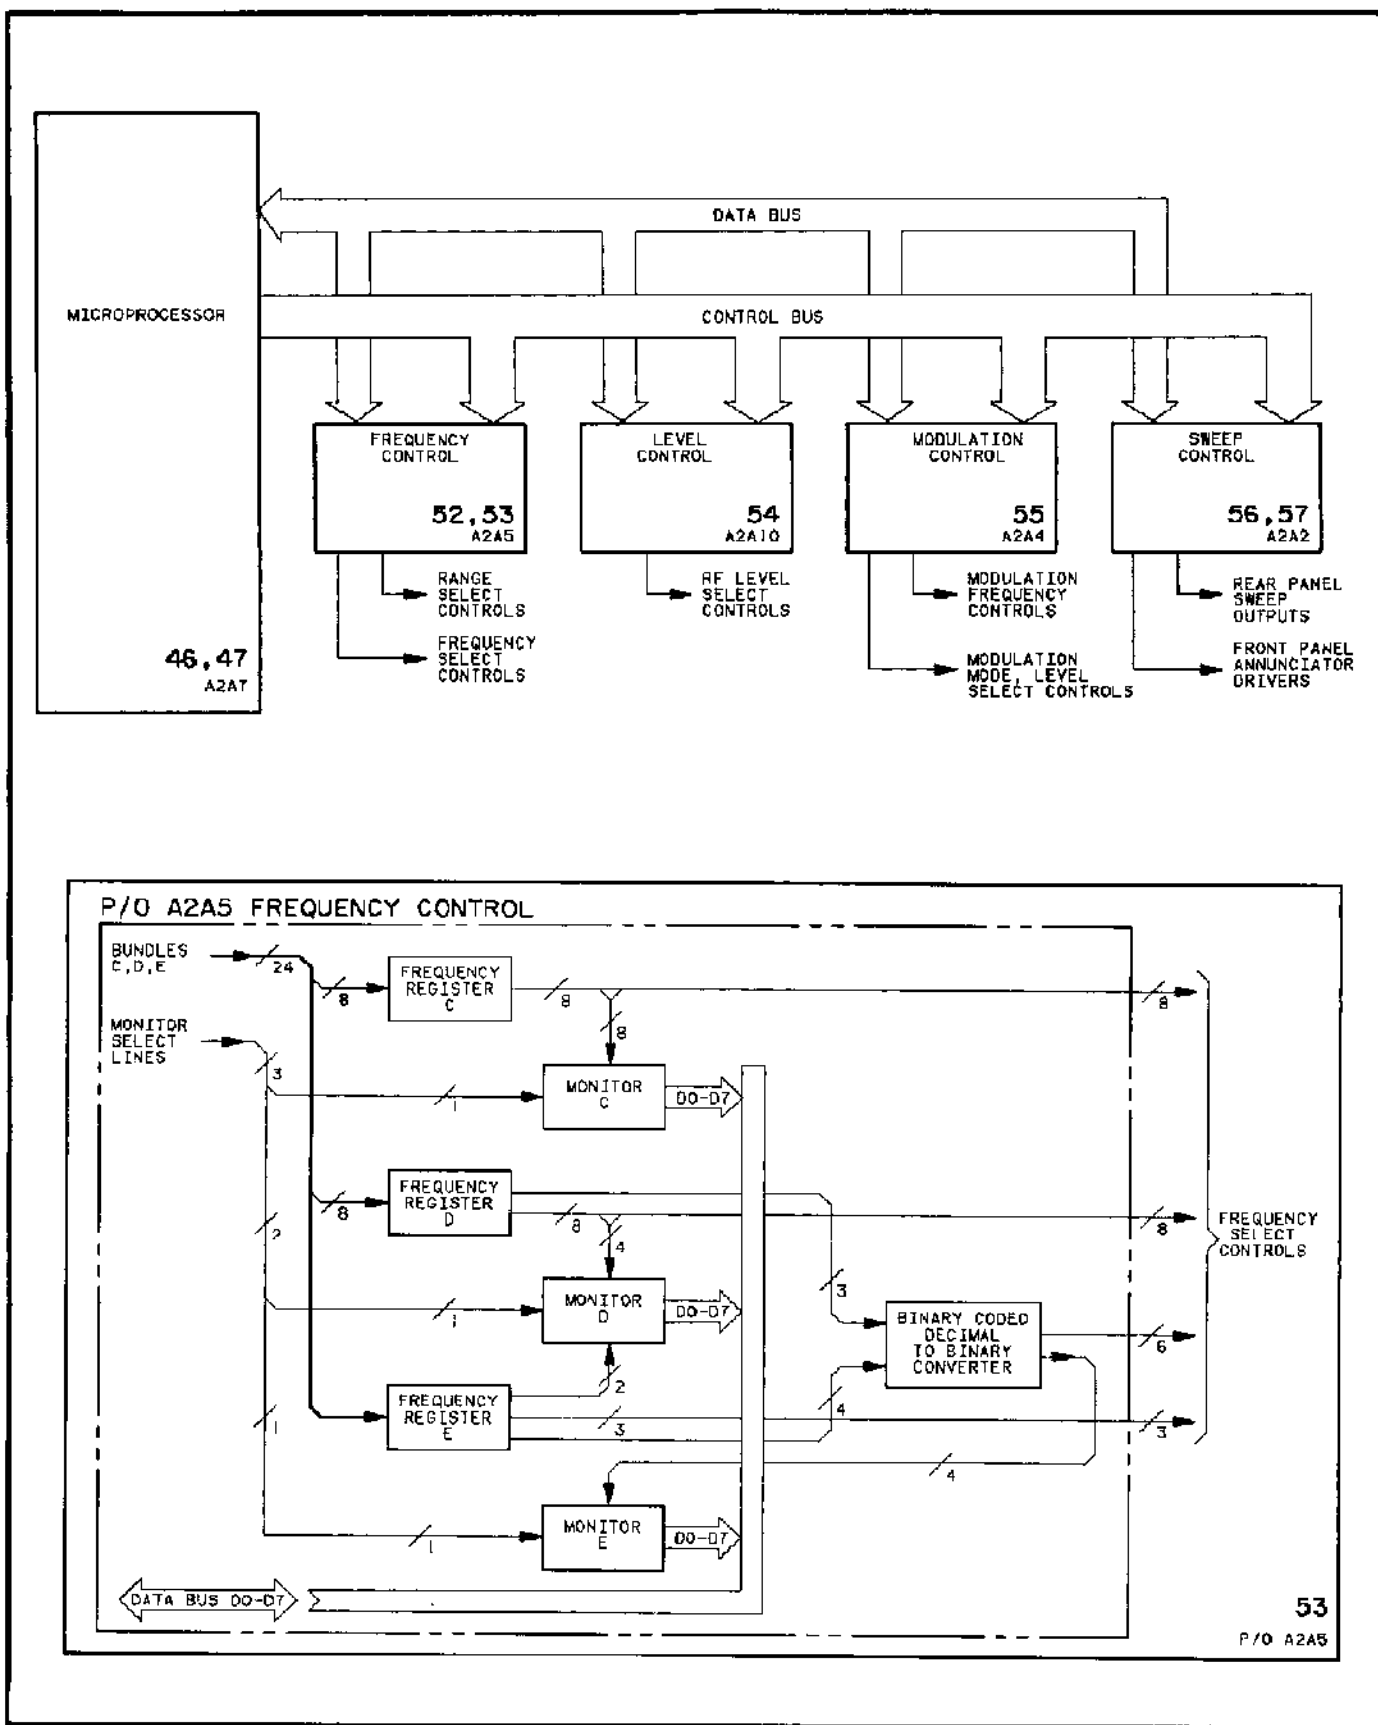 DATA BUS
MICROPROCESSOR
CONTROL BUS
FREQUENCY
CONTROL
52,53
A2A5
LEVEL
CONTROL
54
A2A10
MODULATION
CONTROL
55
A2A4
SWEEP
CONTROL
56,57
A2A2
RANGE
SELECT
CONTROLS
FREQUENCY
SELECT
CONTROLS
RF LEVEL
SELECT
CONTROLS
MODULATION
FREQUENCY
CONTROLS
MODULATION
MODE, LEVEL
SELECT CONTROLS
REAR PANEL
SWEEP
OUTPUTS
FRONT PANEL
ANNUNCIATOR
DRIVERS
46,47
A2A7
P/O A2A5 FREQUENCY CONTROL
BUNDLES
C,D,E
24
8
FREQUENCY
REGISTER
C
8
8
8
MONITOR
SELECT
LINES
3
1
MONITOR
C
D0-D7
8
FREQUENCY
REGISTER
D
8
4
8
2
1
MONITOR
D
D0-D7
3
BINARY CODED
DECIMAL
TO BINARY
CONVERTER
6
FREQUENCY
SELECT
CONTROLS
2
FREQUENCY
REGISTER
E
3
4
3
1
4
1
MONITOR
E
D0-D7
DATA BUS D0-D7
53
P/O A2A5